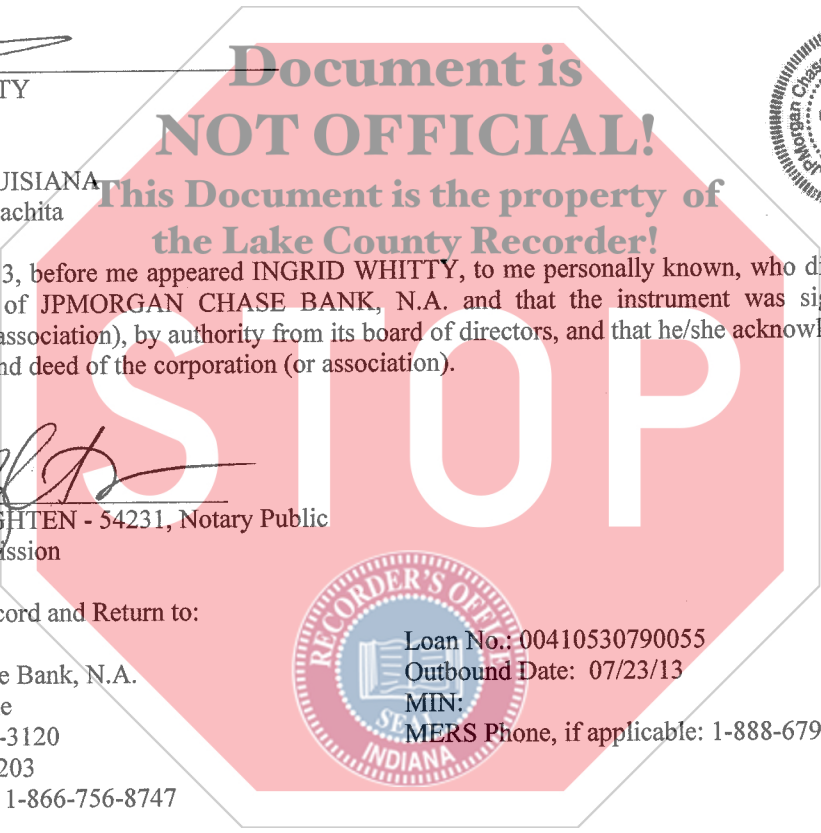 Document is
TY
NOT OFFICIAL!
JPMorgan Chase
UISIANA
This Document is the property of
achita
the Lake County Recorder!
3, before me appeared INGRID WHITTY, to me personally known, who di
of JPMORGAN CHASE BANK, N.A. and that the instrument was sig
association), by authority from its board of directors, and that he/she acknowl
nd deed of the corporation (or association).
STOP
GHTEN - 54231, Notary Public
ission
cord and Return to:
RECORDER'S OFFICE
SEAL
INDIANA
Loan No.: 00410530790055
Outbound Date: 07/23/13
MIN:
MERS Phone, if applicable: 1-888-679
e Bank, N.A.
e
-3120
203
1-866-756-8747